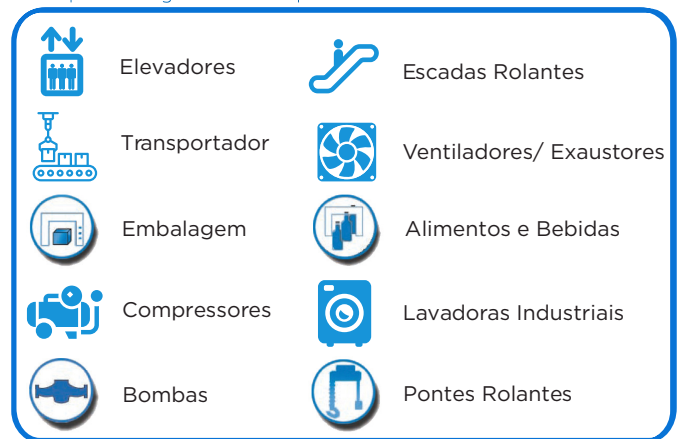 Elevadores
Escadas Rolantes
Transportador
Ventiladores/ Exaustores
Embalagem
Alimentos e Bebidas
Compressores
Lavadoras Industriais
Bombas
Pontes Rolantes